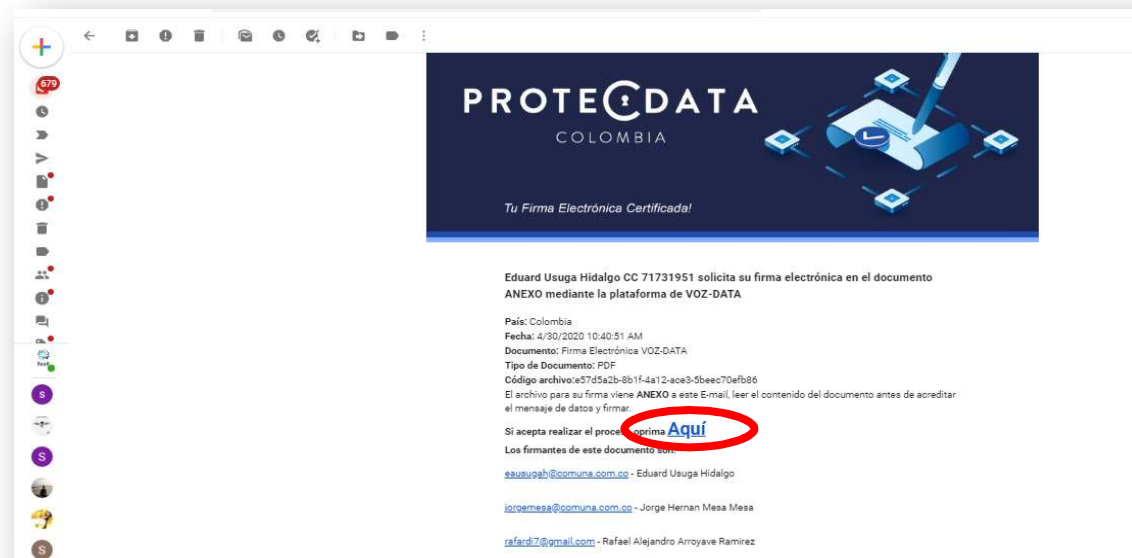 PROTECDATA
COLOMBIA
Tu Firma Electrónica Certificada!
679
Eduard Usuga Hidalgo CC 71731951 solicita su firma electrónica en el documento
ANEXO mediante la plataforma de VOZ-DATA
País: Colombia
Fecha: 4/30/2020 10:40:51 AM
Documento: Firma Electrónica VOZ-DATA
Tipo de Documento: PDF
Código archivo:e57d5a2b-8b1f-4a12-ace3-5beec70efb86
El archivo para su firma viene ANEXO a este E-mail, leer el contenido del documento antes de acreditar
el mensaje de datos y firmar.
Si acepta realizar el proceso oprima Aquí
Los firmantes de este documento son:
S
eausugah@comuna.com.co - Eduard Usuga Hidalgo
S
jorgemesa@comuna.com.co - Jorge Hernan Mesa Mesa
rafardi7@gmail.com - Rafael Alejandro Arroyave Ramirez
S